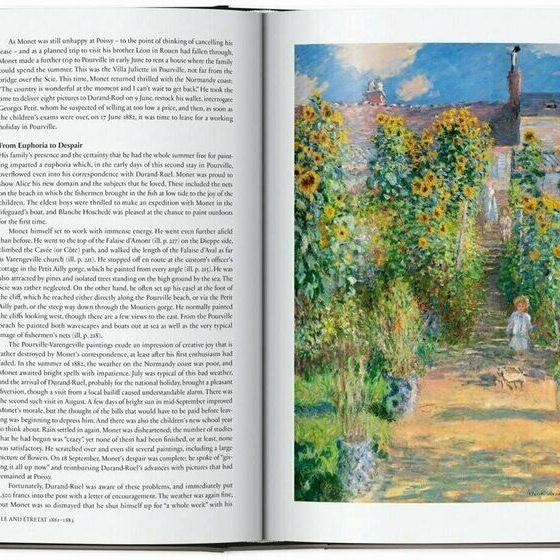 As Monet was still unhappy at Poissy – to the point of thinking of cancelling his
lease – and as a planned trip to visit his brother Léon in Rouen had fallen through,
Monet made a further trip to Pourville in early June to rent a house where the family
could spend the summer. This was the Villa Juliette in Pourville, not far from the
bridge over the Scie. This time, Monet returned thrilled with the Normandy coast:
"The country is wonderful at the moment and I can't wait to get back." He took the
time to deliver eight pictures to Durand-Ruel on 9 June, restock his wallet, interrogate
Georges Petit, whom he suspected of selling at too low a price, and then, as soon as
the children's exams were over, on 17 June 1882, it was time to leave for a working
holiday in Pourville.
From Euphoria to Despair
His family's presence and the certainty that he had the whole summer free for paint-
ing imparted a euphoria which, in the early days of this second stay in Pourville,
overflowed even into his correspondence with Durand-Ruel. Monet was proud to
show Alice his new domain and the subjects that he loved. These included the nets
on the beach in which the fishermen brought in the fish at low tide to the joy of the
children. The eldest boys were thrilled to make an expedition with Monet in the
lifeguard's boat, and Blanche Hoschedé was pleased at the chance to paint outdoors
for the first time.
Monet himself set to work with immense energy. He went even further afield
than before. He went to the top of the Falaise d'Amont (ill. p. 217) on the Dieppe side,
climbed the Cavée (or Côte) path, and walked the length of the Falaise d'Aval as far
as Varengeville church (ill. p. 221). He stopped off en route at the custom's officer's
cottage in the Petit Ailly gorge, which he painted from every angle (ill. p. 215). He was
also attracted by pines and isolated trees standing on the high ground by the sea. The
Scie was rather neglected. On the other hand, he often set up his easel at the foot of
the cliff, which he reached either directly along the Pourville beach, or via the Petit
Ailly path, or the steep way down through the Moutiers gorge. He normally painted
the cliffs looking west, though there are a few views to the east. From the Pourville
beach he painted both wavescapes and boats out at sea as well as the very typical
image of fishermen's nets (ill. p. 218).
The Pourville-Varengeville paintings exude an impression of creative joy that is
rather destroyed by Monet's correspondence, at least after his first enthusiasm had
faded. In the summer of 1882, the weather on the Normandy coast was poor, and
Monet awaited bright spells with impatience. July was typical of this bad weather,
and the arrival of Durand-Ruel, probably for the national holiday, brought a pleasant
diversion, though a visit from a local bailiff caused understandable alarm. There was
the second such visit in August. A few days of bright sun in mid-September improved
Monet's morale, but the thought of the bills that would have to be paid before leav-
ing was beginning to depress him. And there was also the children's new school year
to think about. Rain settled in again. Monet was disheartened; the number of studies
that he had begun was "crazy", yet none of them had been finished, or at least, none
was satisfactory. He scratched over and even slit several paintings, including a large
picture of flowers. On 18 September, Monet's despair was complete; he spoke of "giv-
ing it all up now" and reimbursing Durand-Ruel's advances with pictures that had
remained at Poissy.
Fortunately, Durand-Ruel was aware of these problems, and immediately put
1,500 francs into the post with a letter of encouragement. The weather was fine again,
but Monet was so dismayed that he shut himself up for "a whole week" with his
LE AND ÉTRETAT 1881–1883